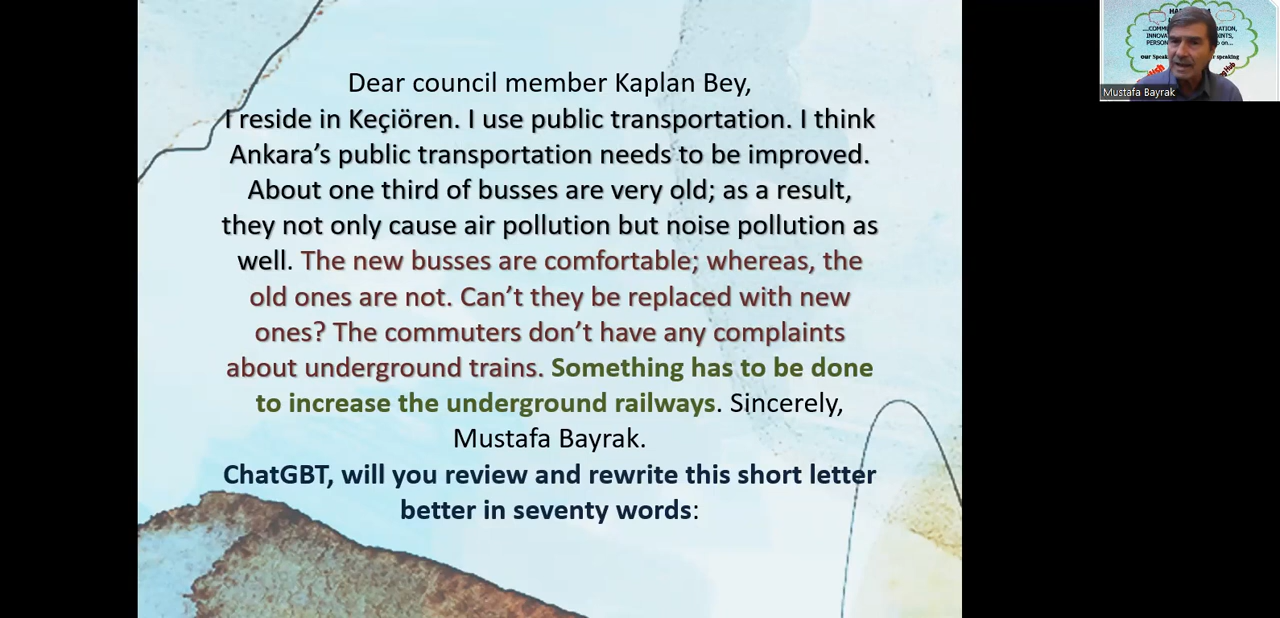 Dear council member Kaplan Bey,
I reside in Keçiören. I use public transportation. I think
Ankara’s public transportation needs to be improved.
About one third of busses are very old; as a result,
they not only cause air pollution but noise pollution as
well. The new busses are comfortable; whereas, the
old ones are not. Can’t they be replaced with new
ones? The commuters don’t have any complaints
about underground trains. Something has to be done
to increase the underground railways. Sincerely,
Mustafa Bayrak.
ChatGBT, will you review and rewrite this short letter
better in seventy words:
Mustafa Bayrak